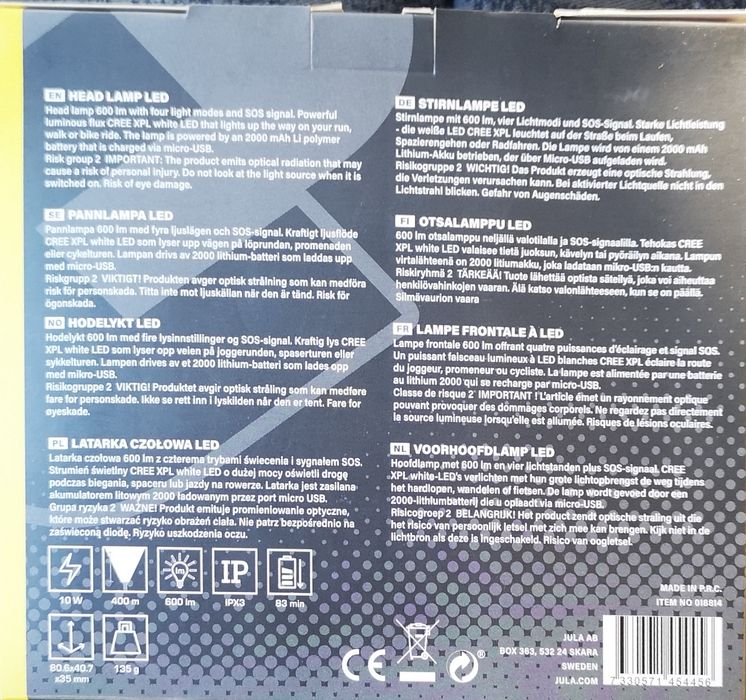 EN HEAD LAMP LED
Head lamp 600 lm with four light modes and SOS signal. Powerful
luminous flux CREE XPL white LED that lights up the way on your run,
walk or bike ride. The lamp is powered by an 2000 mAh Li polymer
battery that is charged via micro-USB.
Risk group 2 IMPORTANT: The product emits optical radiation that may
cause a risk of personal injury. Do not look at the light source when it is
switched on. Risk of eye damage.
SE PANNLAMPA LED
Pannlampa 600 lm med fyra ljuslägen och SOS-signal. Kraftigt ljusflöde
CREE XPL white LED som lyser upp vägen på löprundan, promenaden
eller cykelturen. Lampan drivs av 2000 lithium-batteri som laddas upp
med micro-USB.
Riskgrupp 2 VIKTIGT! Produkten avger optisk strålning som kan medföra
risk för personskada. Titta inte mot ljuskällan när den är tänd. Risk för
ögonskada.
NO HODELYKT LED
Hodelykt 600 lm med fire lysinnstillinger og SOS-signal. Kraftig lys CREE
XPL white LED som lyser opp veien på joggerunden, spaserturen eller
sykkelturen. Lampen drives av et 2000 lithium-batteri som lades opp
med mikro-USB.
Risikogruppe 2 VIKTIG! Produktet avgir optisk stråling som kan medføre
fare for personskade. Ikke se rett inn i lyskilden når den er tent. Fare for
øyeskade.
PL LATARKA CZOŁOWA LED
Latarka czołowa 600 lm z czterema trybami świecenia i sygnałem SOS.
Strumień świetlny CREE XPL white LED o dużej mocy oświetli drogę
podczas biegania, spaceru lub jazdy na rowerze. Latarka jest zasilana
akumulatorem litowym 2000 ładowanym przez port micro USB.
Grupa ryzyka 2 WAŻNE! Produkt emituje promieniowanie optyczne,
które może stwarzać ryzyko obrażeń ciała. Nie patrz bezpośrednio na
zaświeconą diodę. Ryzyko uszkodzenia oczu.
DE STIRNLAMPE LED
Stirnlampe mit 600 lm, vier Lichtmodi und SOS-Signal. Starke Lichtleistung
- die weiße LED CREE XPL leuchtet auf der Straße beim Laufen,
Spazierengehen oder Radfahren. Die Lampe wird von einem 2000 mAh
Lithium-Akku betrieben, der über Micro-USB aufgeladen wird.
Risikogruppe 2 WICHTIG! Das Produkt erzeugt eine optische Strahlung,
die Verletzungen verursachen kann. Bei aktivierter Lichtquelle nicht in den
Lichtstrahl blicken. Gefahr von Augenschäden.
FI OTSALAMPPU LED
600 lm otsalamppu neljällä valotilalla ja SOS-signaalilla. Tehokas CREE
XPL white LED valaisee tietä juoksun, kävelyn tai pyöräilyn aikana. Lampun
virtalähteenä on 2000 litiumakku, joka ladataan mikro-USB:n kautta.
Riskiryhmä 2 TÄRKEÄÄ! Tuote lähettää optista säteilyä, joka voi aiheuttaa
henkilövahinkojen vaaran. Älä katso valonlähteeseen, kun se on päällä.
Silmävaurion vaara
FR LAMPE FRONTALE À LED
Lampe frontale 600 lm offrant quatre puissances d'éclairage et signal SOS.
Un puissant faisceau lumineux à LED blanches CREE XPL éclaire la route
du joggeur, promeneur ou cycliste. La lampe est alimentée par une batterie
au lithium 2000 qui se recharge par micro-USB.
Classe de risque 2 IMPORTANT ! L'article émet un rayonnement optique
pouvant provoquer des dommages corporels. Ne regardez pas directement
la source lumineuse lorsqu'elle est allumée. Risques de lésions oculaires.
NL VOORHOOFDLAMP LED
Hoofdlamp met 600 lm en vier lichtstanden plus SOS-signaal. CREE
XPL white-LED's verlichten met hun grote lichtopbrengst de weg tijdens
het hardlopen, wandelen of fietsen. De lamp wordt gevoed door een
2000-lithiumbatterij die u oplaadt via micro-USB.
Risicogroep 2 BELANGRIJK! Het product zendt optische straling uit die
het risico van persoonlijk letsel met zich mee kan brengen. Kijk niet in de
lichtbron als deze is ingeschakeld. Risico van oogletsel.
lm IP
10 W 400 m 600 lm IPX3 83 min
80.6x40.7
x35 mm
135 g
CE
®
MADE IN P.R.C.
ITEM NO 018814
JULA AB
BOX 363, 532 24 SKARA
SWEDEN
JULA.COM
7 330571 454456